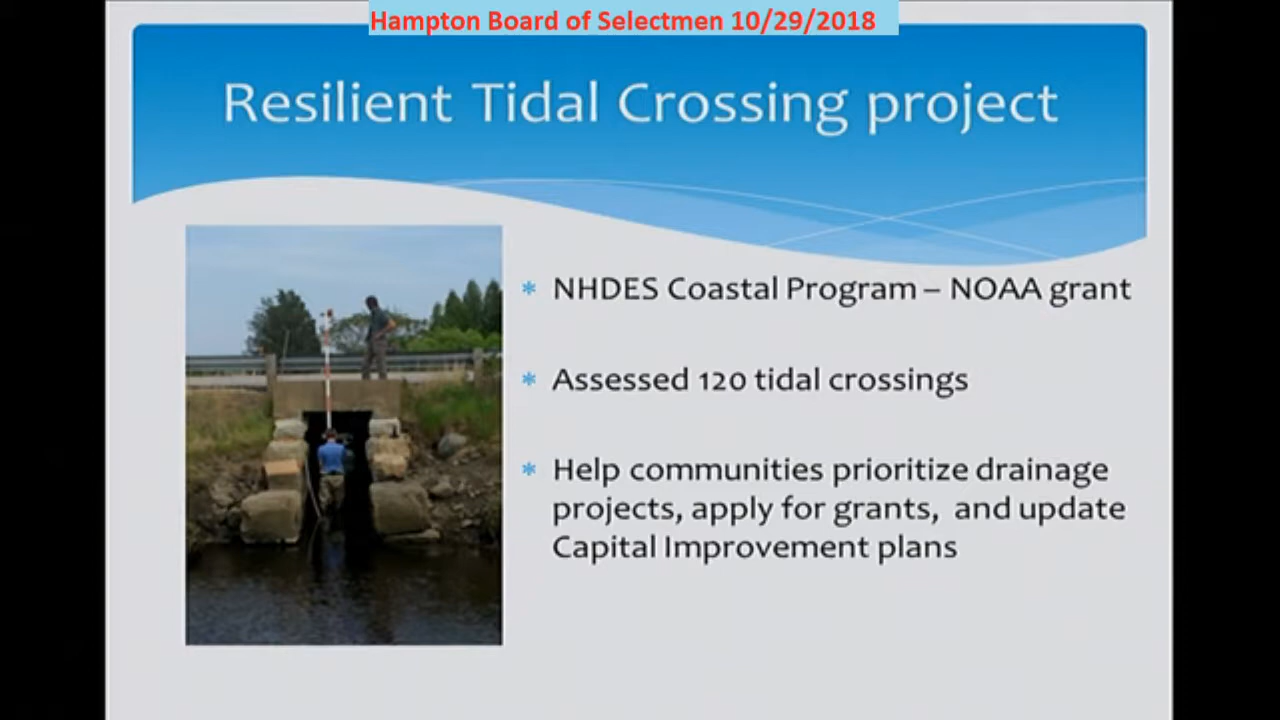 Hampton Board of Selectmen 10/29/2018
Resilient Tidal Crossing project
NHDES Coastal Program – NOAA grant
Assessed 120 tidal crossings
Help communities prioritize drainage
projects, apply for grants, and update
Capital Improvement plans